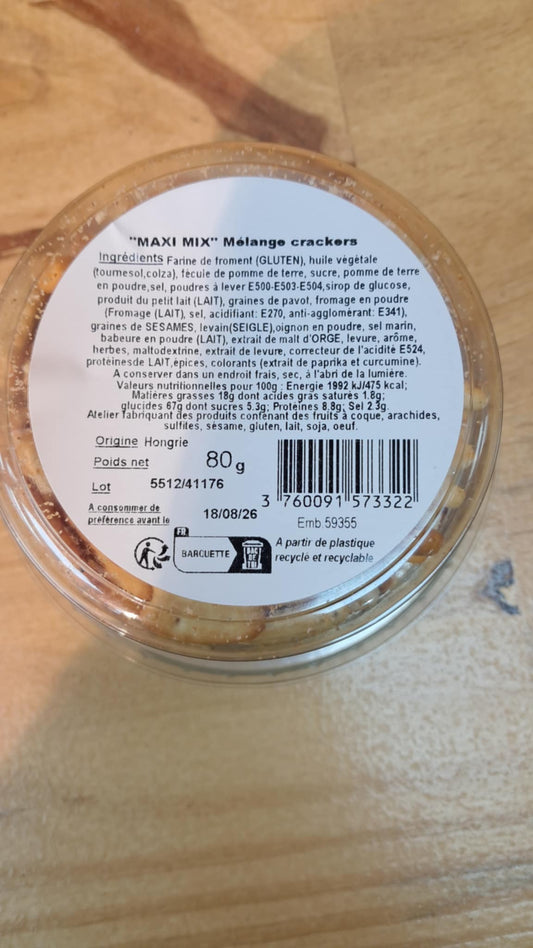 "MAXI MIX" Mélange crackers
Ingrédients Farine de froment (GLUTEN), huile végétale
(tournesol,colza), fécule de pomme de terre, sucre, pomme de terre
en poudre,sel, poudres à lever E500-E503-E504,sirop de glucose,
produit du petit lait (LAIT), graines de pavot, fromage en poudre
(Fromage (LAIT), sel, acidifiant: E270, anti-agglomérant: E341),
graines de SESAMES, levain(SEIGLE),oignon en poudre, sel marin,
babeure en poudre (LAIT), extrait de malt d'ORGE, levure, arôme,
herbes, maltodextrine, extrait de levure, correcteur de l'acidité E524,
protéines de LAIT,épices, colorants (extrait de paprika et curcumine).
A conserver dans un endroit frais, sec, à l'abri de la lumière.
Valeurs nutritionnelles pour 100g : Energie 1992 kJ/475 kcal;
Matières grasses 18g dont acides gras saturés 1.8g;
glucides 67g dont sucres 5.3g; Protéines 8.8g; Sel 2.3g.
Atelier fabriquant des produits contenant des fruits à coque, arachides,
sulfites, sésame, gluten, lait, soja, oeuf.
Origine Hongrie
Poids net 80g
Lot 5512/41176
3 760091 573322
A consommer de
préférence avant le 18/08/26
Emb.59355
FR
BARQUETTE
BAC
DE
TRI
A partir de plastique
recyclé et recyclable